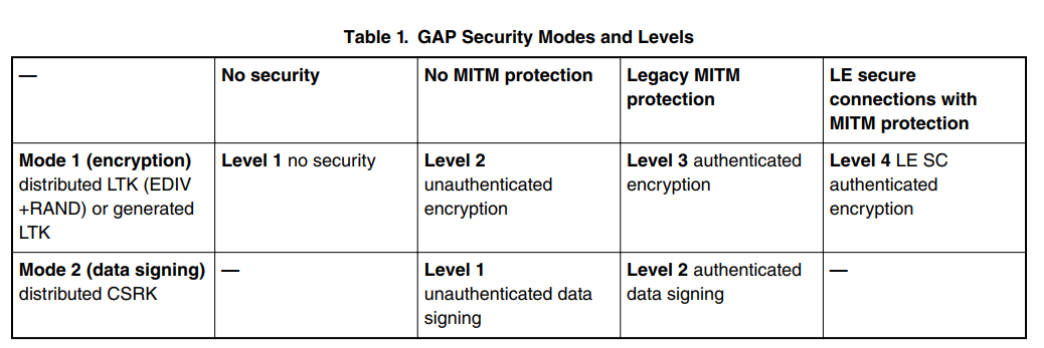 Table 1. GAP Security Modes and Levels
—
No security
No MITM protection
Legacy MITM
protection
LE secure
connections with
MITM protection
Mode 1 (encryption)
distributed LTK (EDIV
+RAND) or generated
LTK
Level 1 no security
Level 2
unauthenticated
encryption
Level 3 authenticated
encryption
Level 4 LE SC
authenticated
encryption
Mode 2 (data signing)
distributed CSRK
—
Level 1
unauthenticated data
signing
Level 2 authenticated
data signing
—